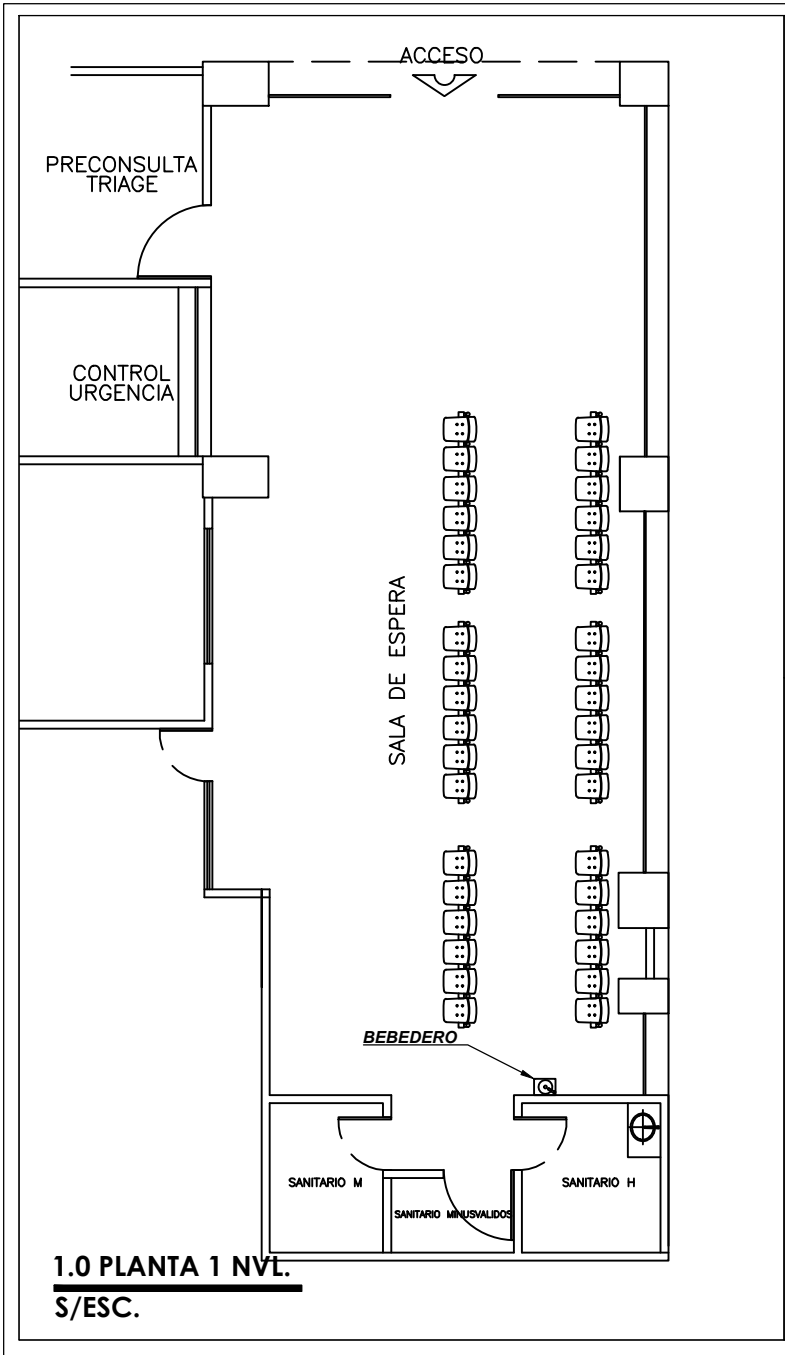 ACCESO
PRECONSULTA
TRIAGE
CONTROL
URGENCIA
SALA DE ESPERA
BEBEDERO
SANITARIO M
SANITARIO MINUSVALIDOS
SANITARIO H
1.0 PLANTA 1 NVL.
S/ESC.